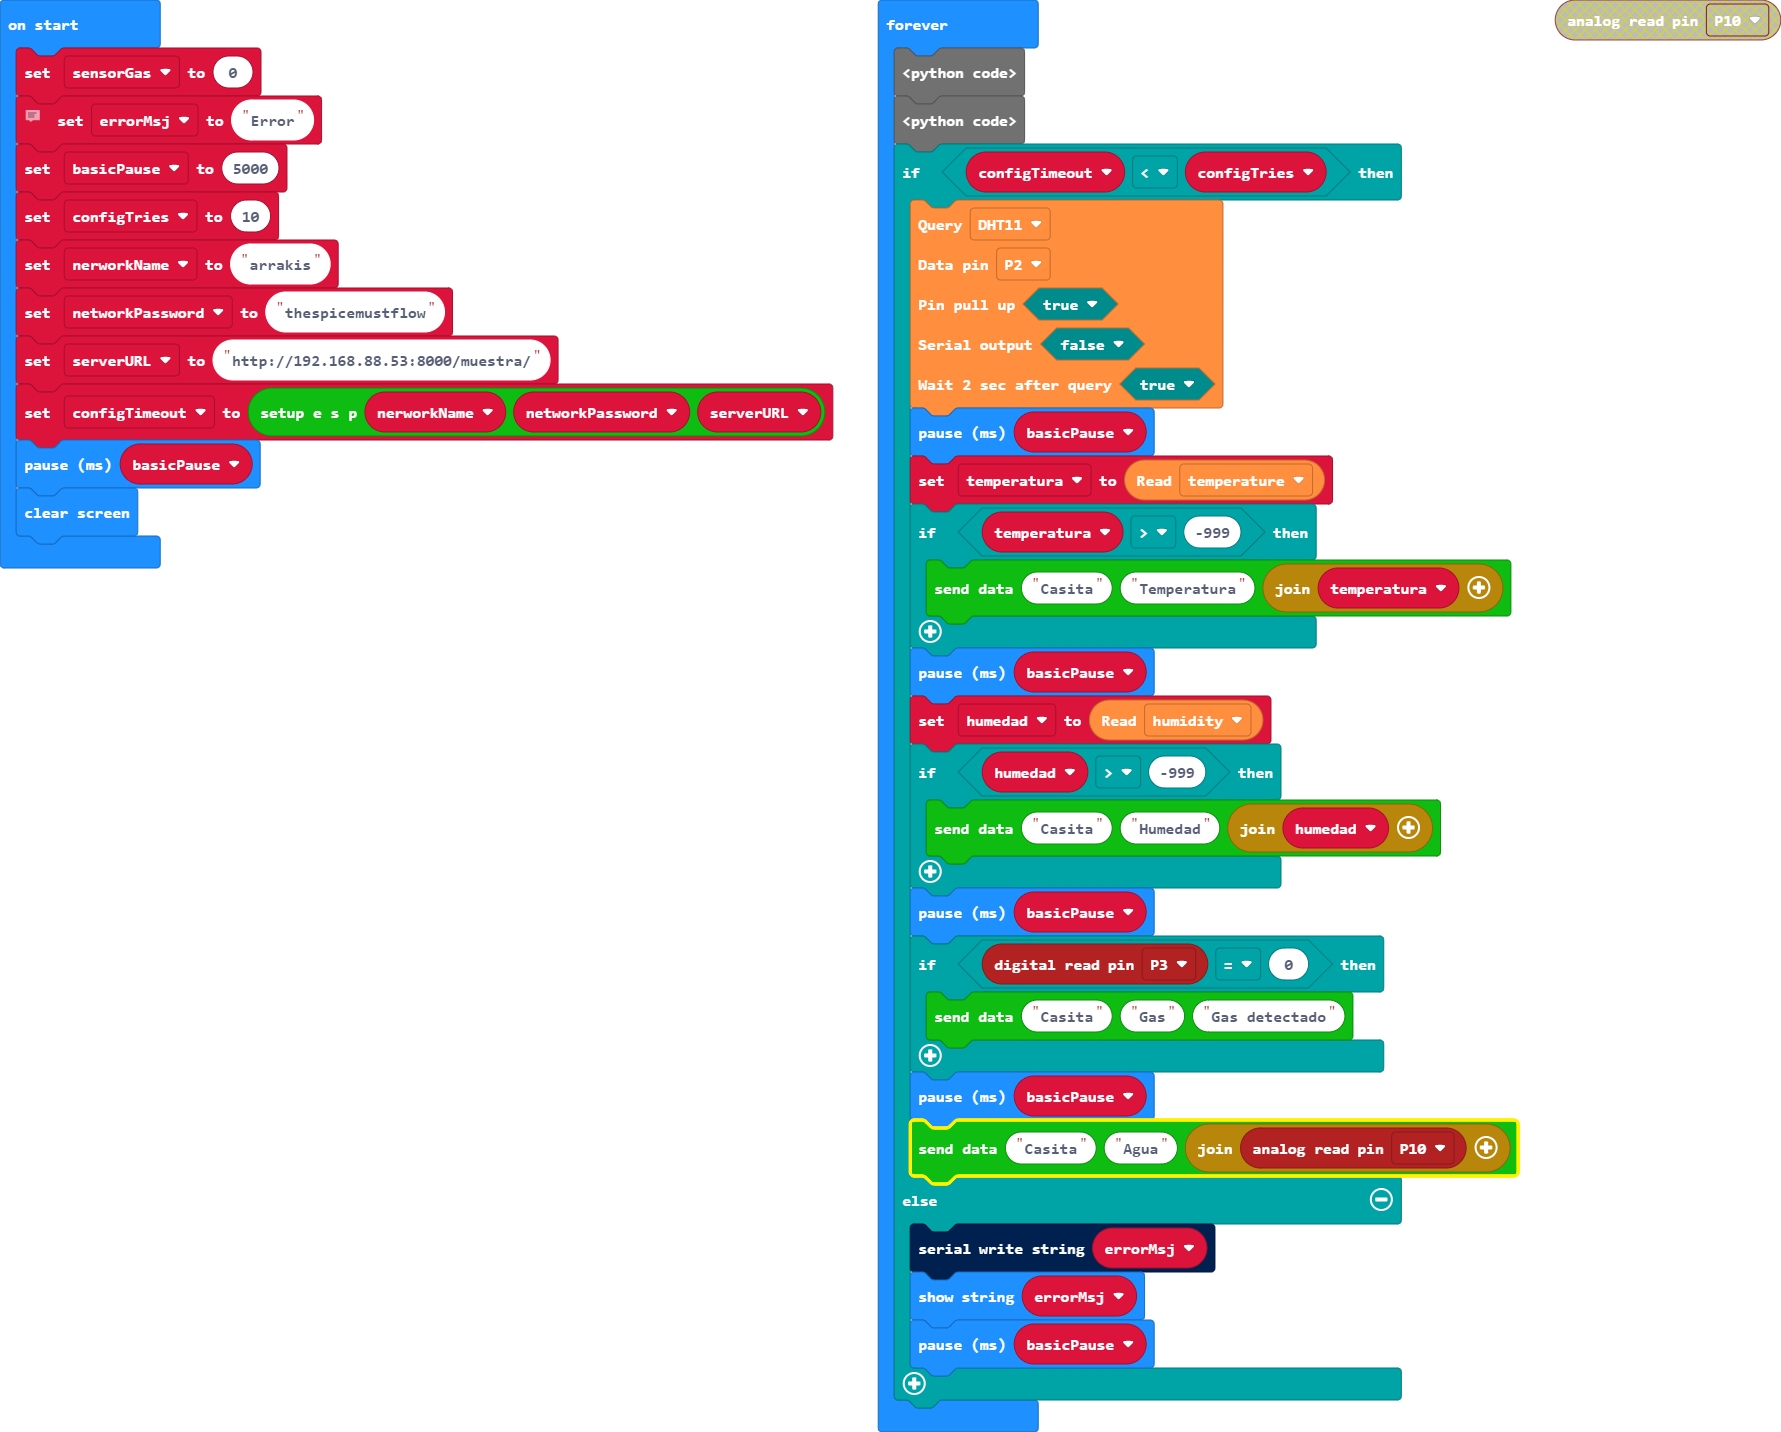 on start
set sensorGas to 0
set errorMsj to "Error"
set basicPause to 5000
set configTries to 10
set nerworkName to "arrakis"
set networkPassword to "thespicemustflow"
set serverURL to "http://192.168.88.53:8000/muestra/"
set configTimeout to setup e s p nerworkName networkPassword serverURL
pause (ms) basicPause
clear screen
forever
<python code>
<python code>
if configTimeout < configTries then
Query DHT11
Data pin P2
Pin pull up true
Serial output false
Wait 2 sec after query true
pause (ms) basicPause
set temperatura to Read temperature
if temperatura > -999 then
send data "Casita" "Temperatura" join temperatura
pause (ms) basicPause
set humedad to Read humidity
if humedad > -999 then
send data "Casita" "Humedad" join humedad
pause (ms) basicPause
if digital read pin P3 = 0 then
send data "Casita" "Gas" "Gas detectado"
pause (ms) basicPause
send data "Casita" "Agua" join analog read pin P10
else
serial write string errorMsj
show string errorMsj
pause (ms) basicPause
analog read pin P10